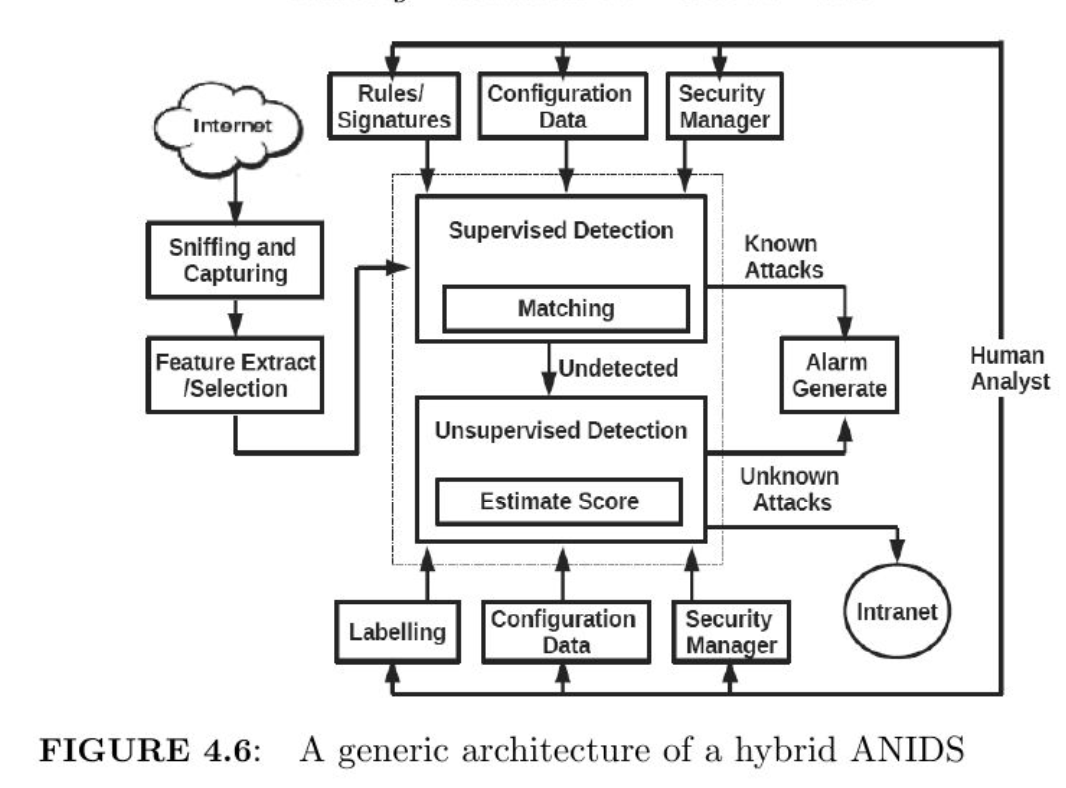 Rules/
Signatures
Configuration
Data
Security
Manager
Internet
Sniffing and
Capturing
Feature Extract
/Selection
Supervised Detection
Matching
Known
Attacks
Undetected
Alarm
Generate
Human
Analyst
Unsupervised Detection
Estimate Score
Unknown
Attacks
Intranet
Labelling
Configuration
Data
Security
Manager
FIGURE 4.6: A generic architecture of a hybrid ANIDS